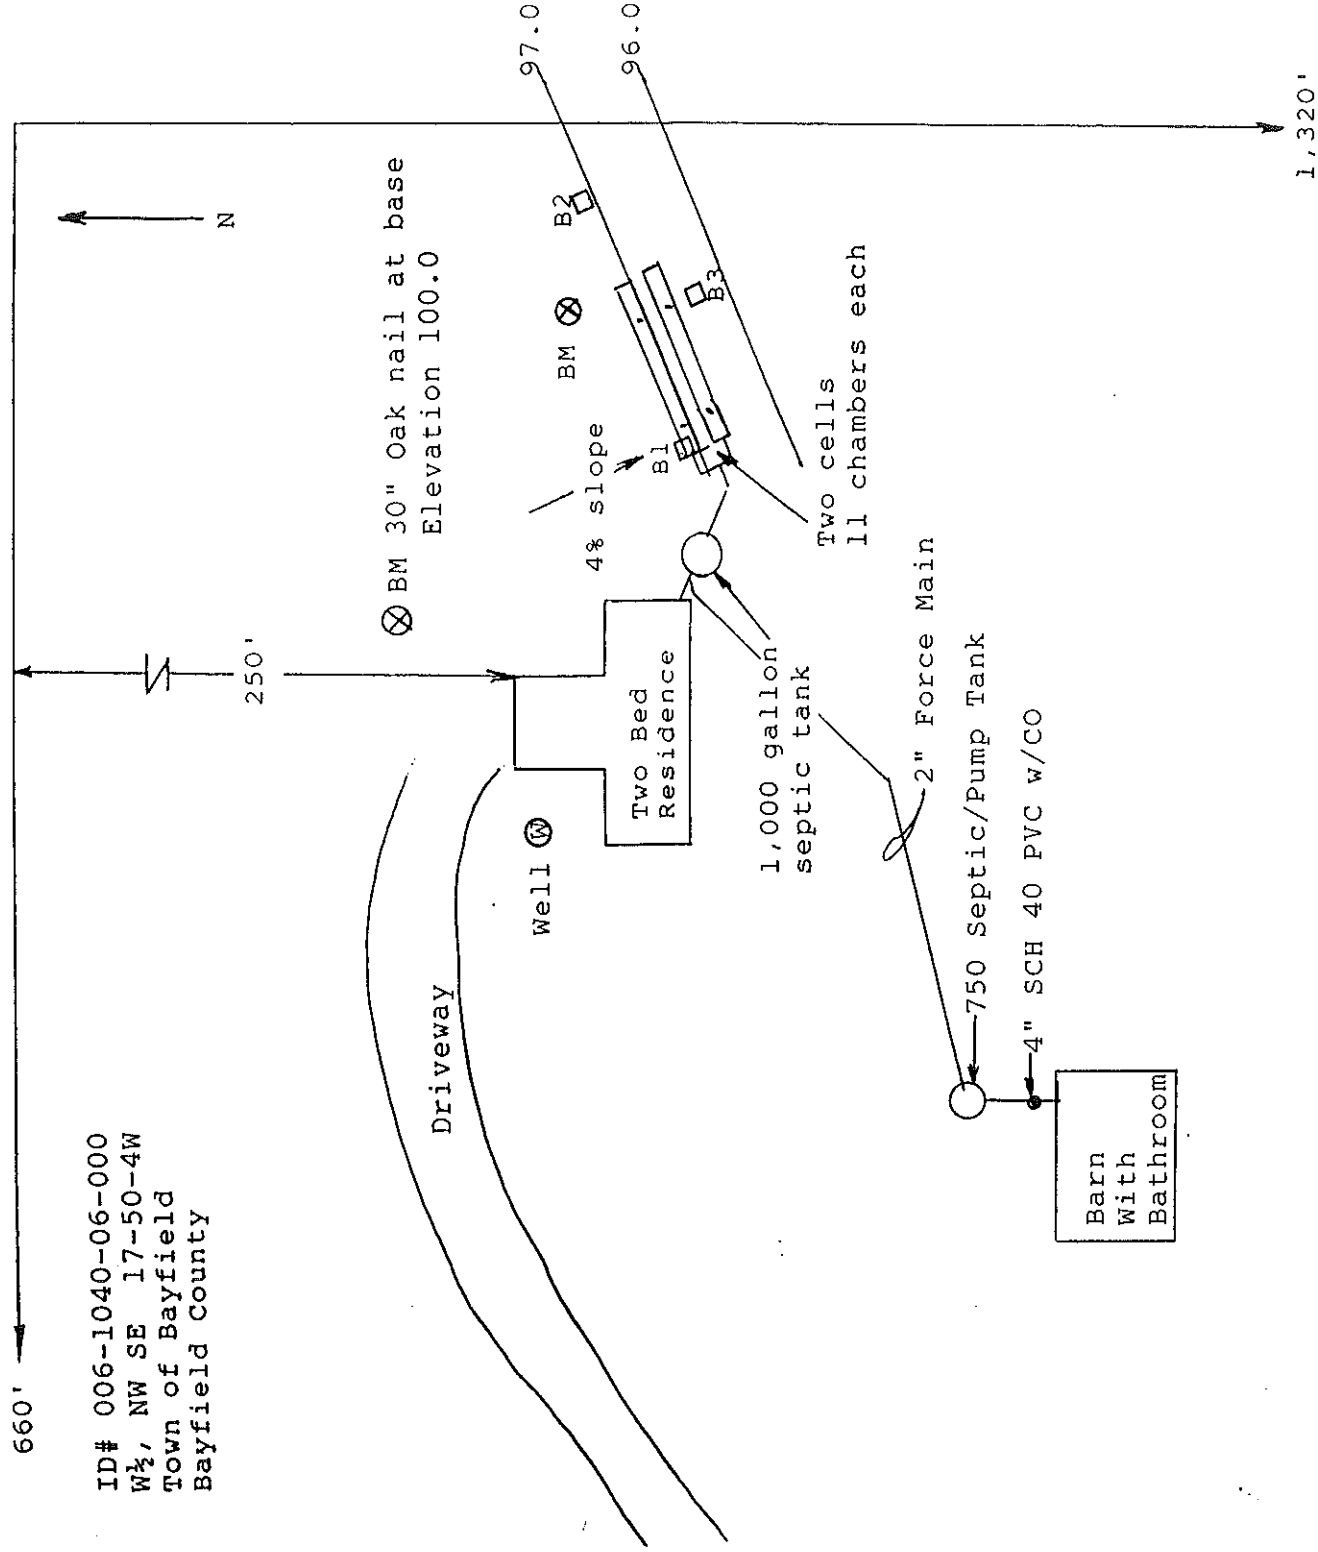 660'
ID# 006-1040-06-000
W½, NW SE 17-50-4W
Town of Bayfield
Bayfield County
Driveway
250'
N
BM 30" Oak nail at base
Elevation 100.0
Well
W
Two Bed
Residence
4% slope
BM
B1
B2
B3
97.0
96.0
Two cells
11 chambers each
1,000 gallon
septic tank
2" Force Main
750 Septic/Pump Tank
4" SCH 40 PVC w/CO
Barn
With
Bathroom
1,320'